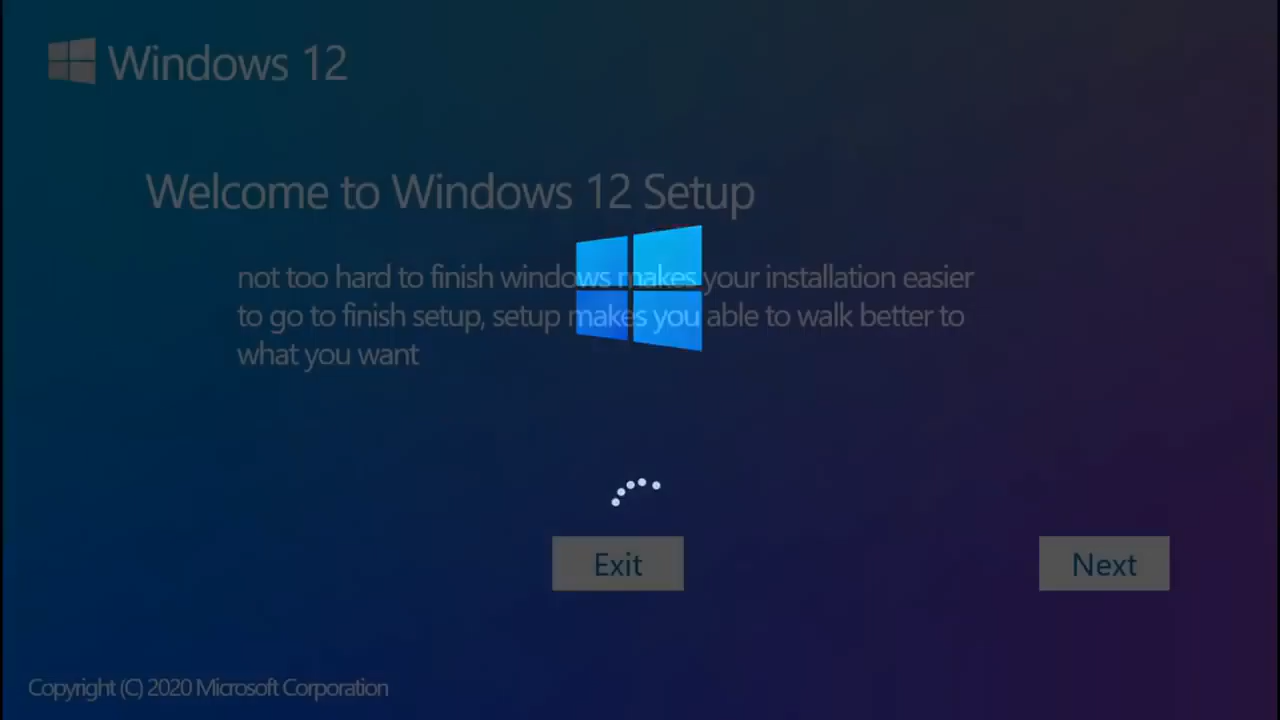 Windows 12
Welcome to Windows 12 Setup
not too hard to finish windows makes your installation easier
to go to finish setup, setup makes you able to walk better to
what you want
Exit
Next
Copyright (C) 2020 Microsoft Corporation